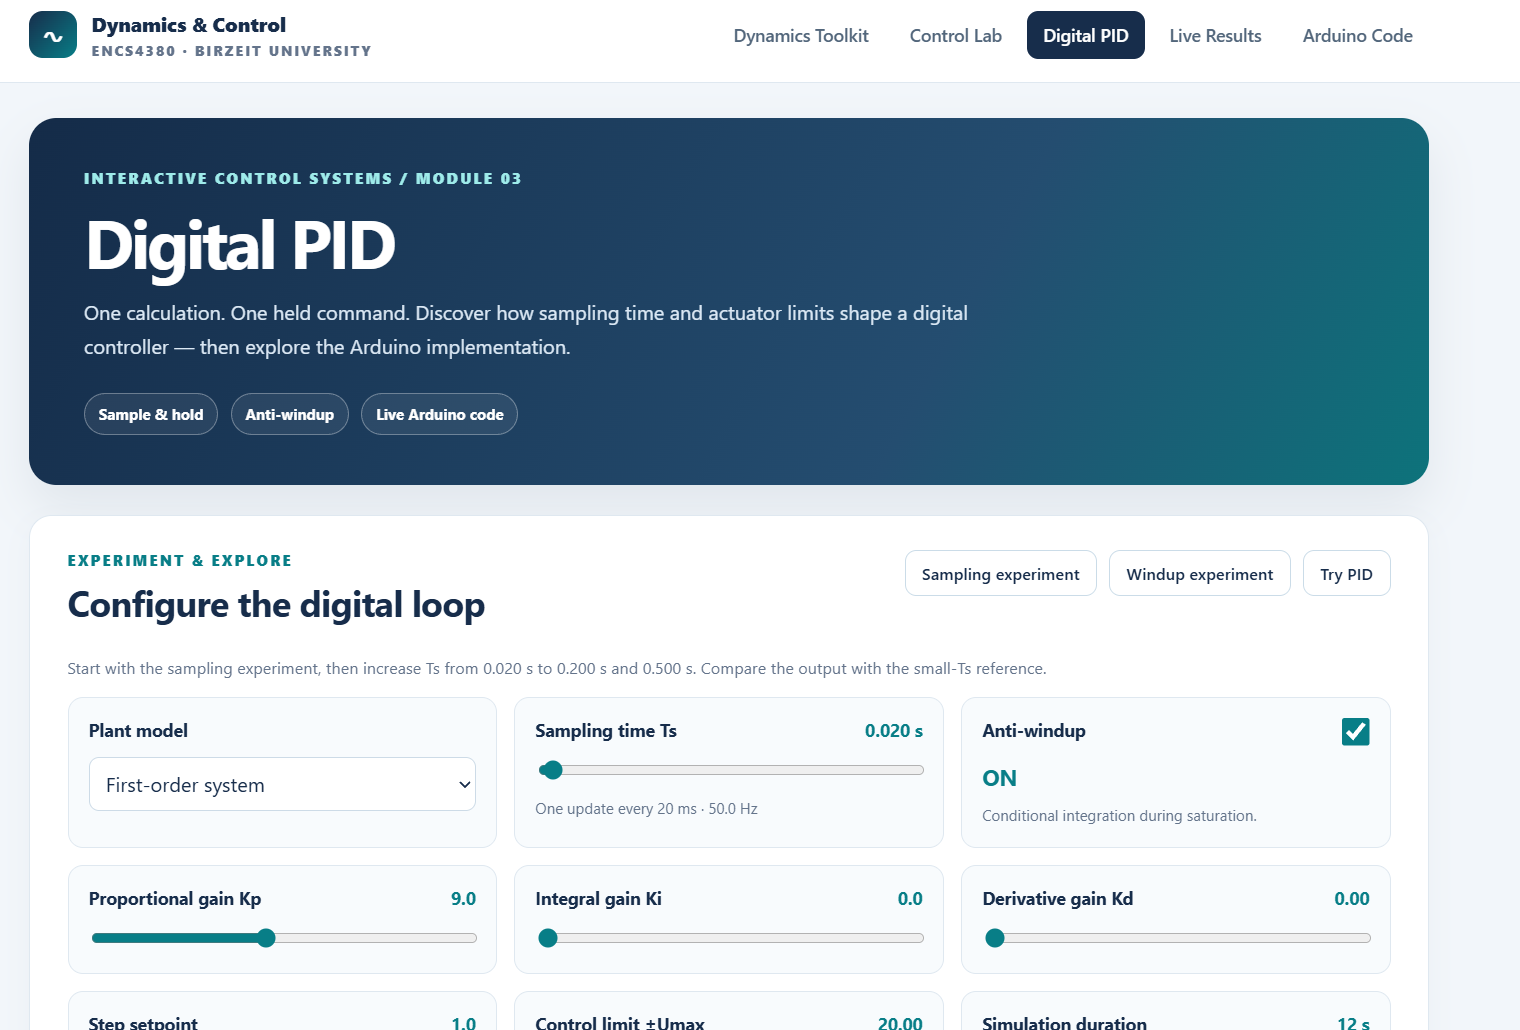 Dynamics & Control
ENCS4380 · BIRZEIT UNIVERSITY
Dynamics Toolkit
Control Lab
Digital PID
Live Results
Arduino Code
INTERACTIVE CONTROL SYSTEMS / MODULE 03
Digital PID
One calculation. One held command. Discover how sampling time and actuator limits shape a digital
controller — then explore the Arduino implementation.
Sample & hold
Anti-windup
Live Arduino code
EXPERIMENT & EXPLORE
Configure the digital loop
Sampling experiment
Windup experiment
Try PID
Start with the sampling experiment, then increase Ts from 0.020 s to 0.200 s and 0.500 s. Compare the output with the small-Ts reference.
Plant model
First-order system
Sampling time Ts 0.020 s
One update every 20 ms · 50.0 Hz
Anti-windup
ON
Conditional integration during saturation.
Proportional gain Kp 9.0
Integral gain Ki 0.0
Derivative gain Kd 0.00
Step setpoint 1.0
Control limit ±Umax 20.00
Simulation duration 12 s